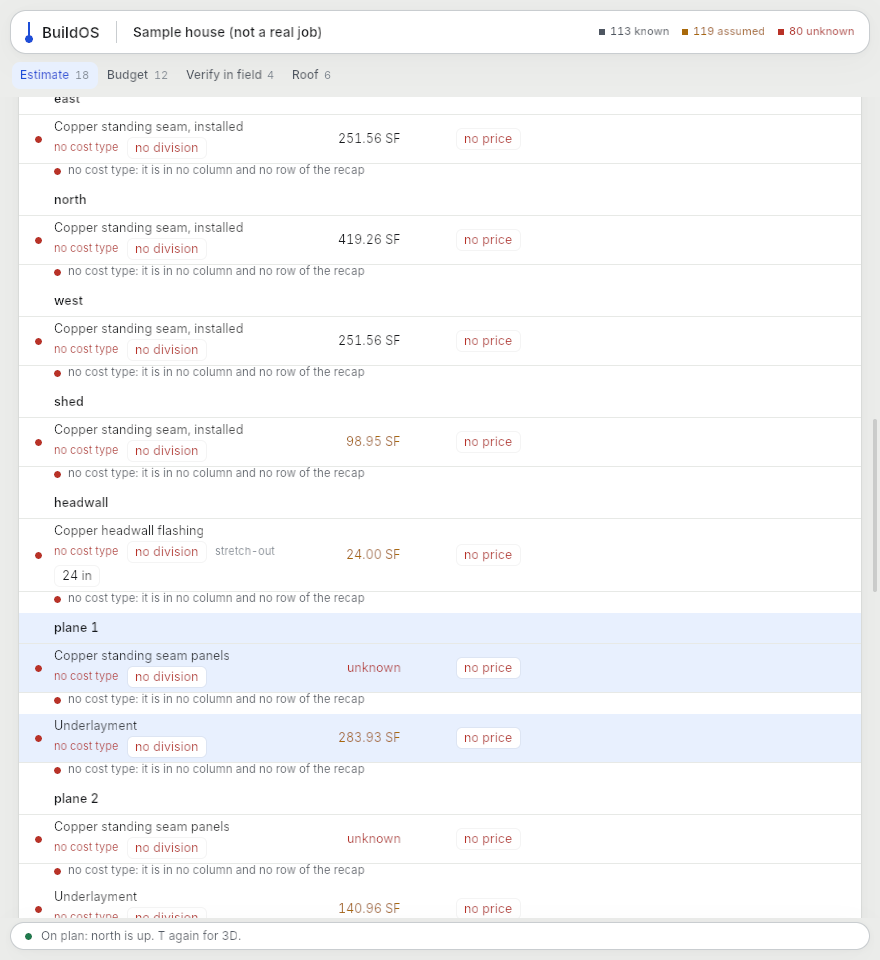 BuildOS
Sample house (not a real job)
113 known
119 assumed
80 unknown
Estimate 18
Budget 12
Verify in field 4
Roof 6
east
Copper standing seam, installed
no cost type no division
251.56 SF
no price
no cost type: it is in no column and no row of the recap
north
Copper standing seam, installed
no cost type no division
419.26 SF
no price
no cost type: it is in no column and no row of the recap
west
Copper standing seam, installed
no cost type no division
251.56 SF
no price
no cost type: it is in no column and no row of the recap
shed
Copper standing seam, installed
no cost type no division
98.95 SF
no price
no cost type: it is in no column and no row of the recap
headwall
Copper headwall flashing
no cost type no division stretch-out
24 in
24.00 SF
no price
no cost type: it is in no column and no row of the recap
plane 1
Copper standing seam panels
no cost type no division
unknown
no price
no cost type: it is in no column and no row of the recap
Underlayment
no cost type no division
283.93 SF
no price
no cost type: it is in no column and no row of the recap
plane 2
Copper standing seam panels
no cost type no division
unknown
no price
no cost type: it is in no column and no row of the recap
Underlayment
no cost type no division
140.96 SF
no price
On plan: north is up. T again for 3D.